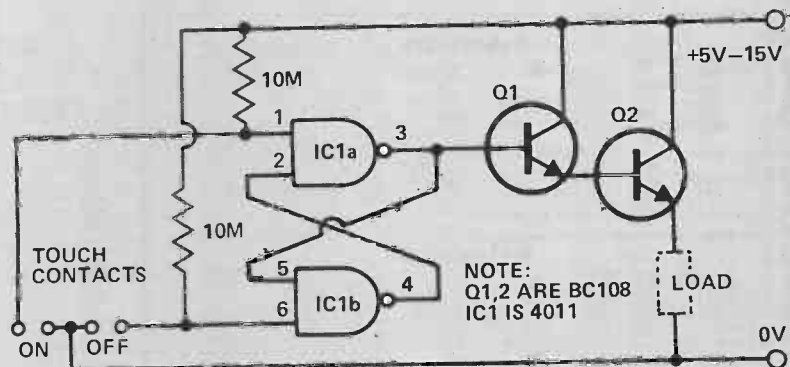 +5V–15V
10M
Q1
Q2
1
IC1a
3
2
10M
TOUCH
CONTACTS
5
IC1b
4
6
NOTE:
Q1,2 ARE BC108
IC1 IS 4011
LOAD
ON
OFF
0V